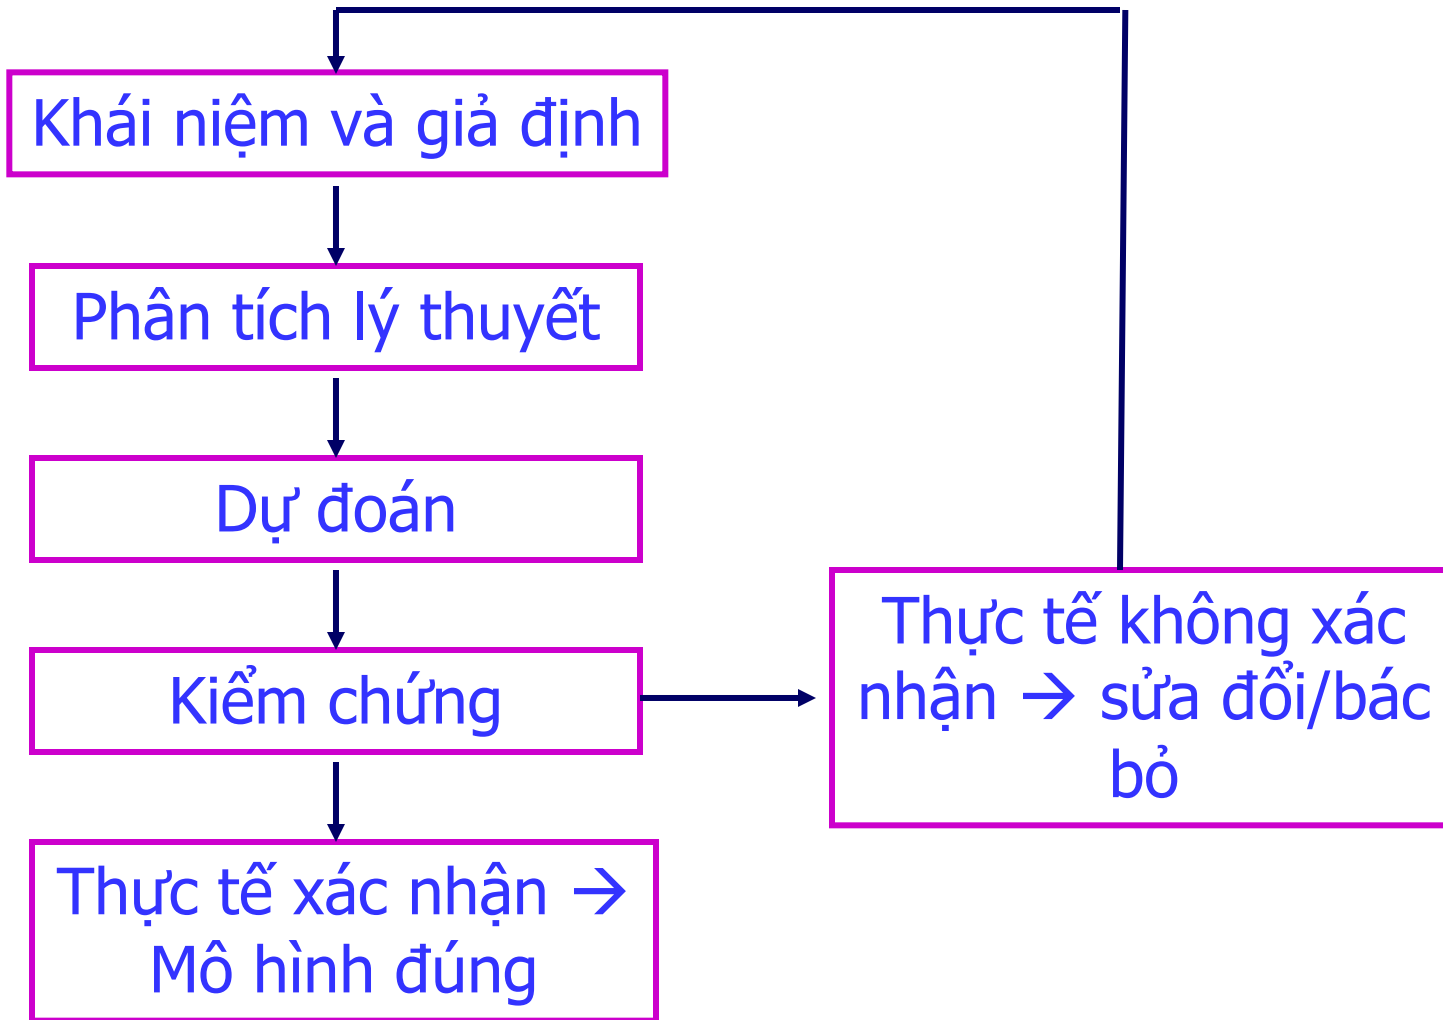 Khái niệm và giả định
Phân tích lý thuyết
Dự đoán
Kiểm chứng
Thực tế không xác
nhận → sửa đổi/bác
bỏ
Thực tế xác nhận →
Mô hình đúng